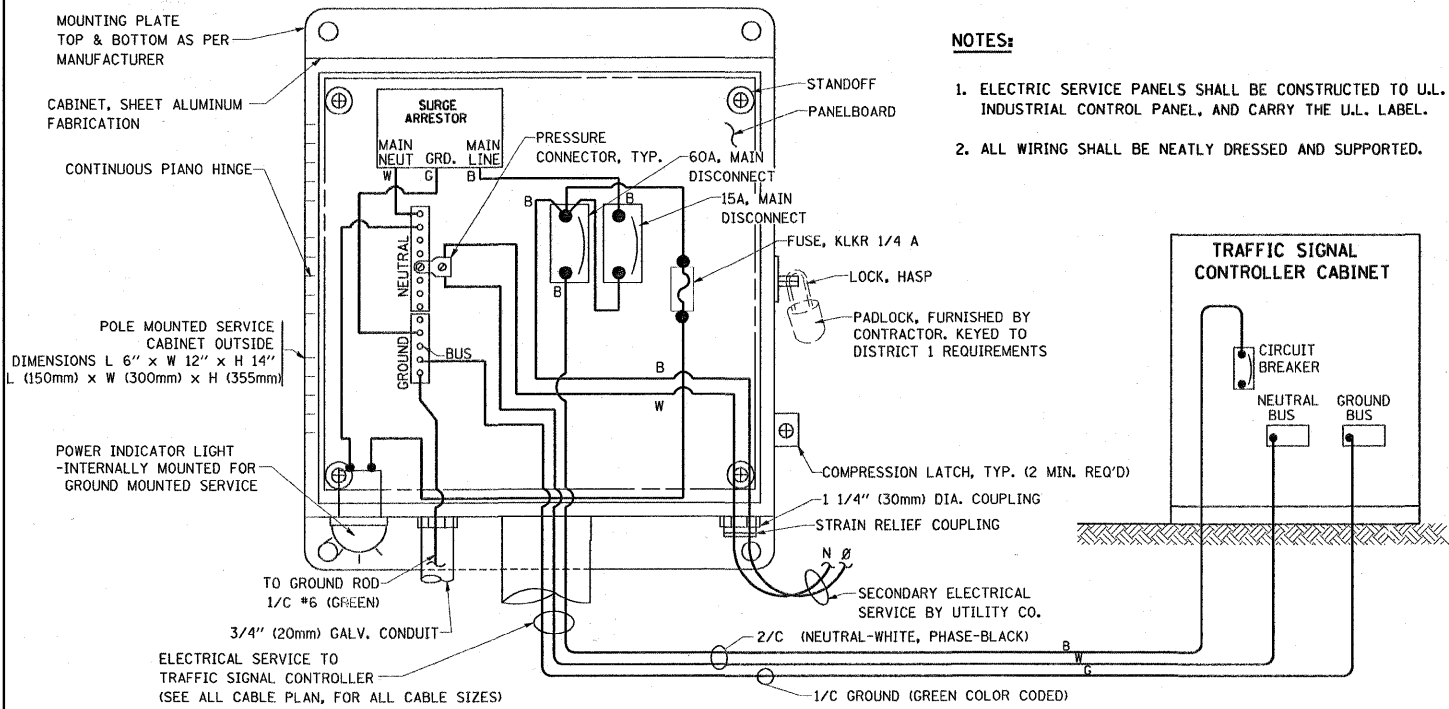 MOUNTING PLATE
TOP & BOTTOM AS PER
MANUFACTURER
CABINET, SHEET ALUMINUM
FABRICATION
CONTINUOUS PIANO HINGE
POLE MOUNTED SERVICE
CABINET OUTSIDE
DIMENSIONS L 6" x W 12" x H 14"
L (150mm) x W (300mm) x H (355mm)
POWER INDICATOR LIGHT
-INTERNALLY MOUNTED FOR
GROUND MOUNTED SERVICE
TO GROUND ROD
1/C #6 (GREEN)
3/4" (20mm) GALV. CONDUIT
ELECTRICAL SERVICE TO
TRAFFIC SIGNAL CONTROLLER
(SEE ALL CABLE PLAN, FOR ALL CABLE SIZES)
SURGE
ARRESTOR
MAIN
NEUT
GRD.
MAIN
LINE
W
G
B
NEUTRAL
GROUND
BUS
PRESSURE
CONNECTOR, TYP.
60A, MAIN
DISCONNECT
15A, MAIN
DISCONNECT
B
B
B
B
W
STANDOFF
PANELBOARD
FUSE, KLKR 1/4 A
LOCK, HASP
PADLOCK, FURNISHED BY
CONTRACTOR. KEYED TO
DISTRICT 1 REQUIREMENTS
COMPRESSION LATCH, TYP. (2 MIN. REQ'D)
1 1/4" (30mm) DIA. COUPLING
STRAIN RELIEF COUPLING
N Ø
SECONDARY ELECTRICAL
SERVICE BY UTILITY CO.
2/C (NEUTRAL-WHITE, PHASE-BLACK)
B
W
G
1/C GROUND (GREEN COLOR CODED)
NOTES:
1. ELECTRIC SERVICE PANELS SHALL BE CONSTRUCTED TO U.L.
INDUSTRIAL CONTROL PANEL, AND CARRY THE U.L. LABEL.
2. ALL WIRING SHALL BE NEATLY DRESSED AND SUPPORTED.
TRAFFIC SIGNAL
CONTROLLER CABINET
CIRCUIT
BREAKER
NEUTRAL
BUS
GROUND
BUS